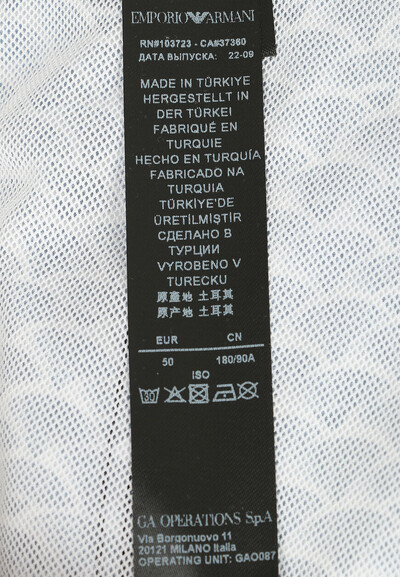 EMPORIO ARMANI
RN#103723 - CA#37360
ДАТА ВЫПУСКА: 22-09
MADE IN TÜRKIYE
HERGESTELLT IN
DER TÜRKEI
FABRIQUÉ EN
TURQUIE
HECHO EN TURQUÍA
FABRICADO NA
TURQUIA
TÜRKİYE'DE
ÜRETİLMİŞTİR
СДЕЛАНО В
ТУРЦИИ
VYROBENO V
TURECKU
原產地 土耳其
原产地 土耳其
EUR CN
50 180/90A
ISO
30
GA OPERATIONS S.p.A
Via Borgonuovo 11
20121 MILANO Italia
OPERATING UNIT: GAO087